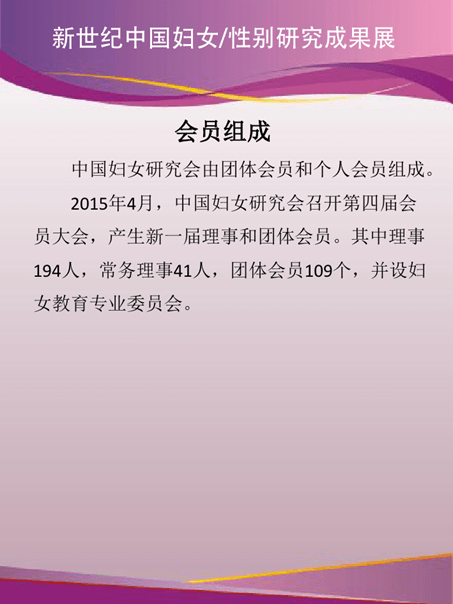 新世纪中国妇女/性别研究成果展
会员组成
中国妇女研究会由团体会员和个人会员组成。
2015年4月，中国妇女研究会召开第四届会
员大会，产生新一届理事和团体会员。其中理事
194人，常务理事41人，团体会员109个，并设妇
女教育专业委员会。